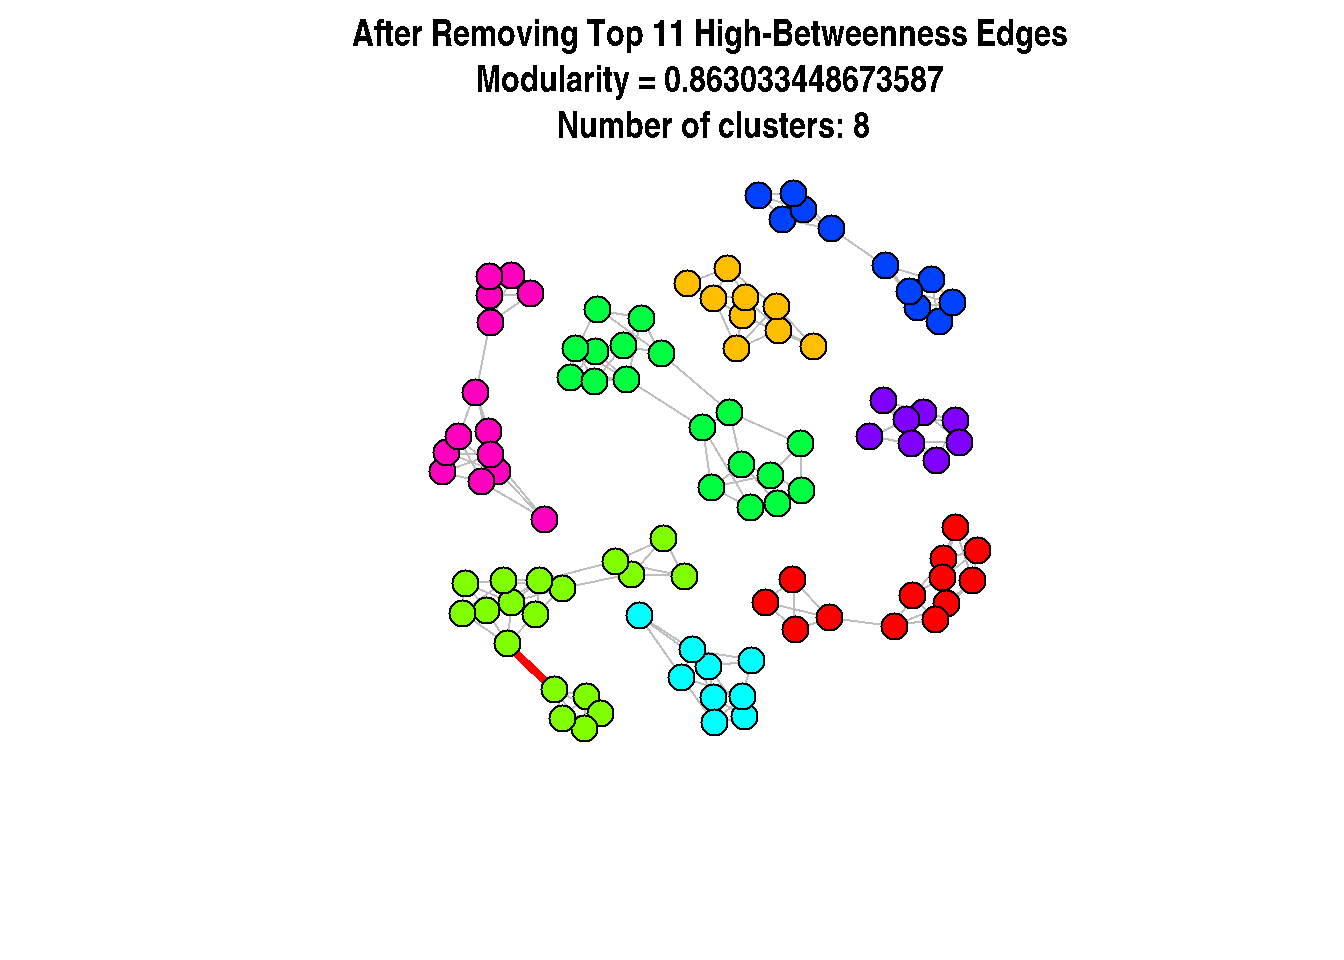 After Removing Top 11 High-Betweenness Edges
Modularity = 0.863033448673587
Number of clusters: 8